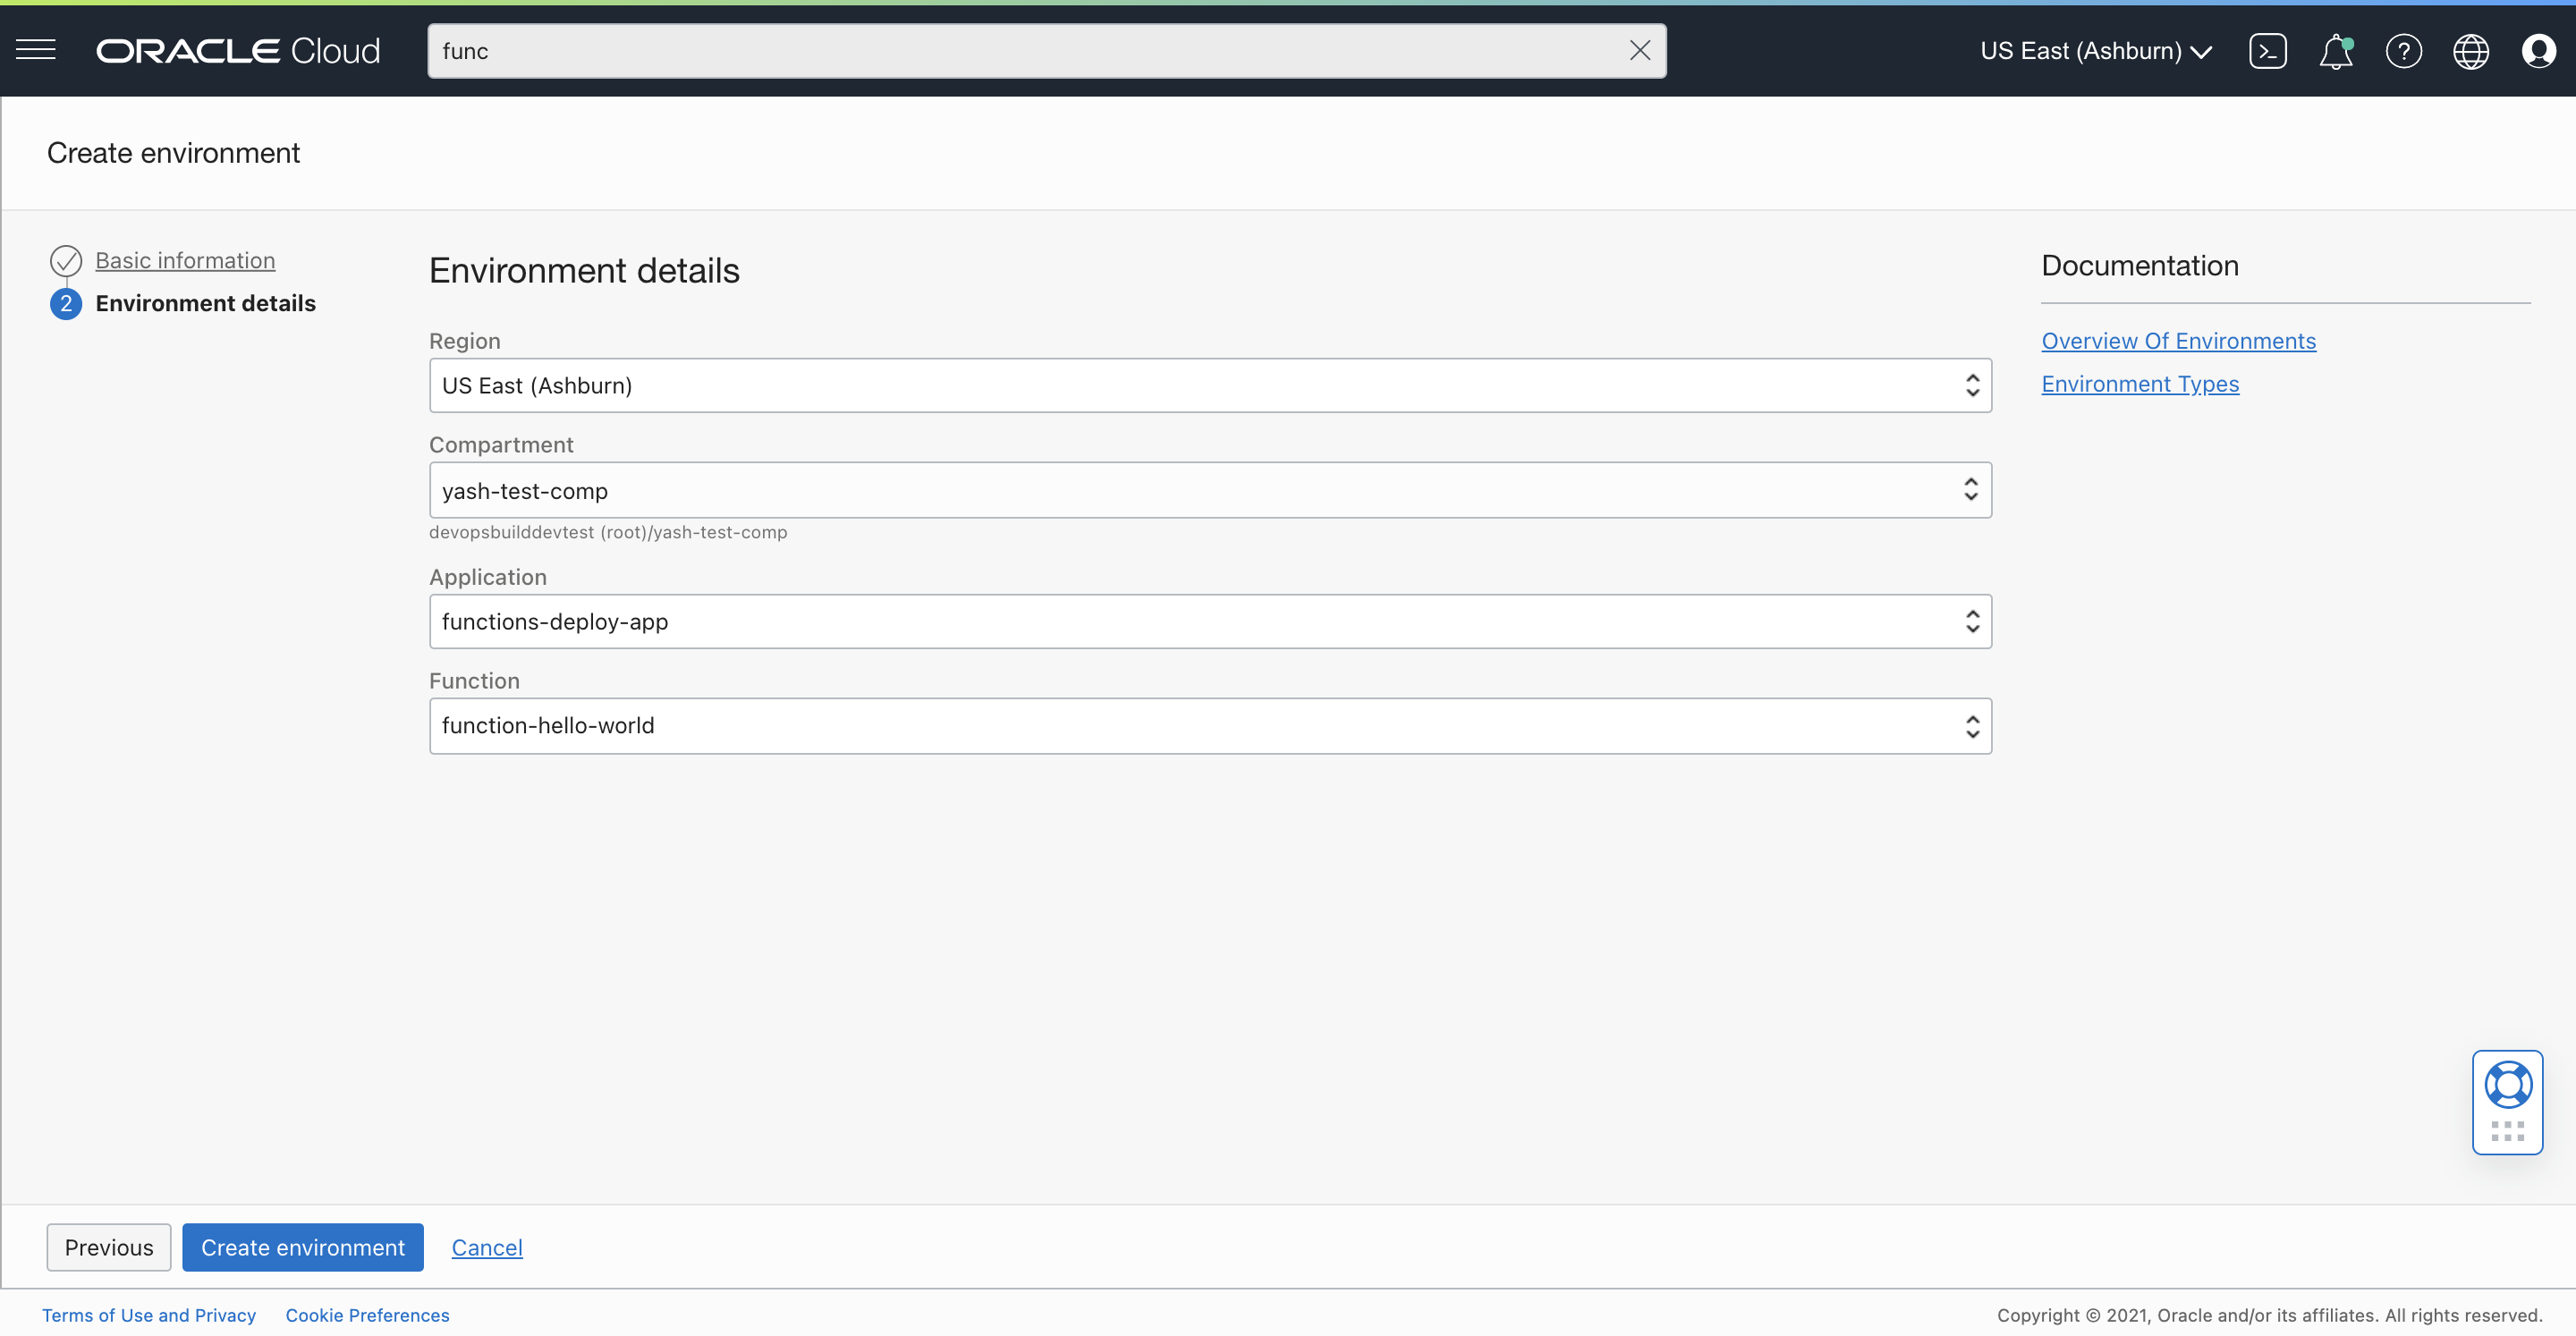 ORACLE Cloud
func
US East (Ashburn)
Create environment
Basic information
2 Environment details
Environment details
Region
US East (Ashburn)
Compartment
yash-test-comp
devopsbuilddevtest (root)/yash-test-comp
Application
functions-deploy-app
Function
function-hello-world
Documentation
Overview Of Environments
Environment Types
Previous
Create environment
Cancel
Terms of Use and Privacy
Cookie Preferences
Copyright © 2021, Oracle and/or its affiliates. All rights reserved.